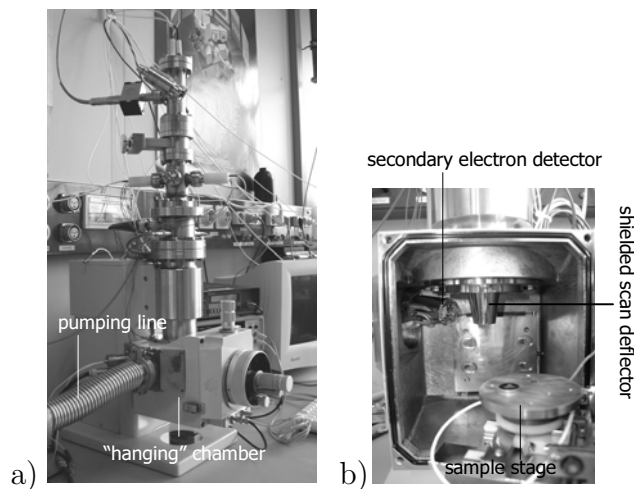 secondary electron detector
shielded scan deflector
pumping line
"hanging" chamber
sample stage
a)
b)